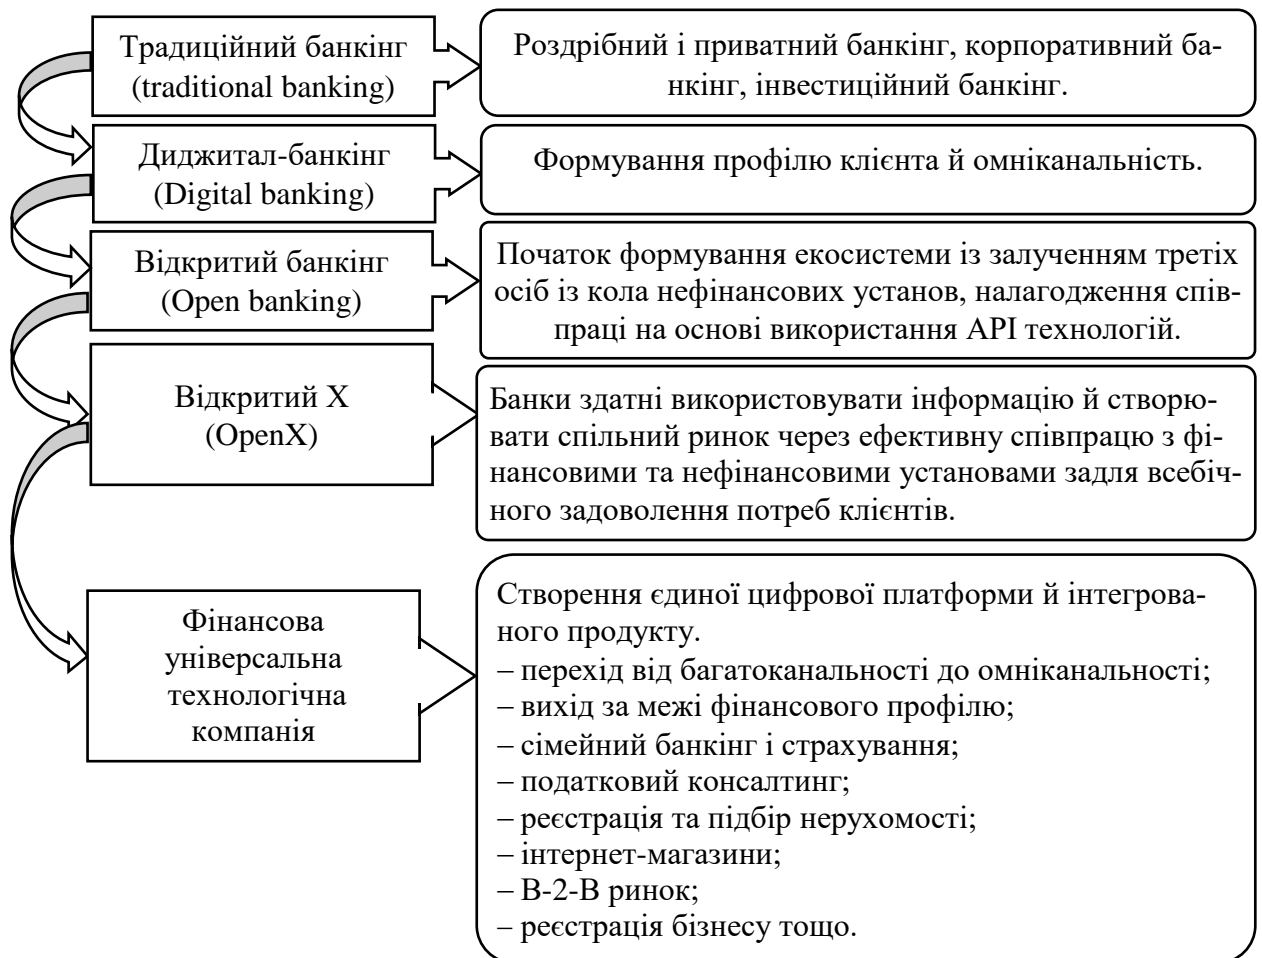 Традиційний банкінг
(traditional banking)
Роздрібний і приватний банкінг, корпоративний ба-
нкінг, інвестиційний банкінг.
Диджитал-банкінг
(Digital banking)
Формування профілю клієнта й омніканальність.
Відкритий банкінг
(Open banking)
Початок формування екосистеми із залученням третіх
осіб із кола нефінансових установ, налагодження спів-
праці на основі використання API технологій.
Відкритий X
(OpenX)
Банки здатні використовувати інформацію й створю-
вати спільний ринок через ефективну співпрацю з фі-
нансовими та нефінансовими установами задля всебіч-
ного задоволення потреб клієнтів.
Фінансова
універсальна
технологічна
компанія
Створення єдиної цифрової платформи й інтегрова-
ного продукту.
– перехід від багатоканальності до омніканальності;
– вихід за межі фінансового профілю;
– сімейний банкінг і страхування;
– податковий консалтинг;
– реєстрація та підбір нерухомості;
– інтернет-магазини;
– В-2-В ринок;
– реєстрація бізнесу тощо.